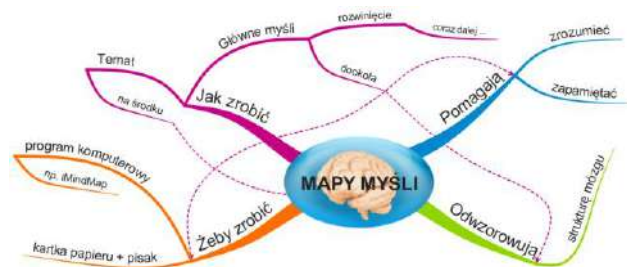 MAPY MYŚLI
Jak zrobić
Temat
na środku
Główne myśli
rozwinięcie
coraz dalej ...
dookoła
Pomagają
zrozumieć
zapamiętać
Odwzorowują
strukturę mózgu
Żeby zrobić
program komputerowy
np. iMindMap
kartka papieru + pisak